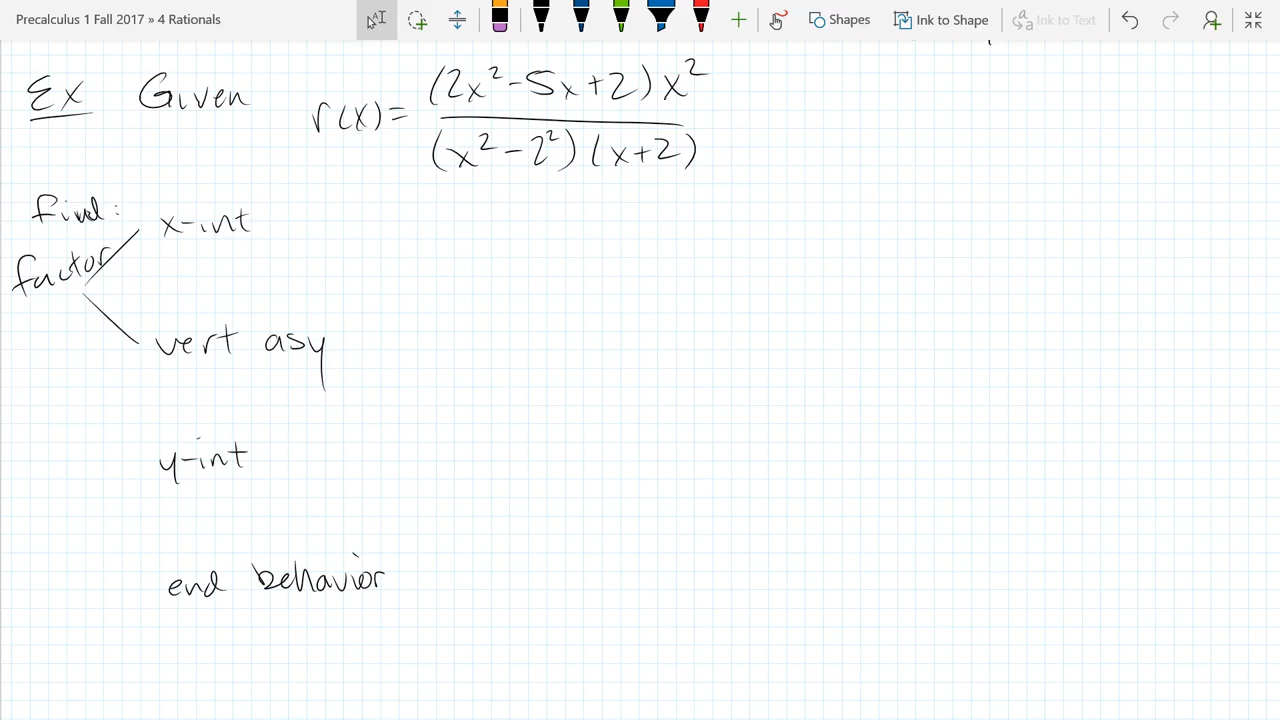 Precalculus 1 Fall 2017 » 4 Rationals
Shapes
Ink to Shape
Ink to Text
Ex Given r(x) = (2x²-5x+2)x² / (x²-2²)(x+2)
find:
x-int
factor
vert asy
y-int
end behavior